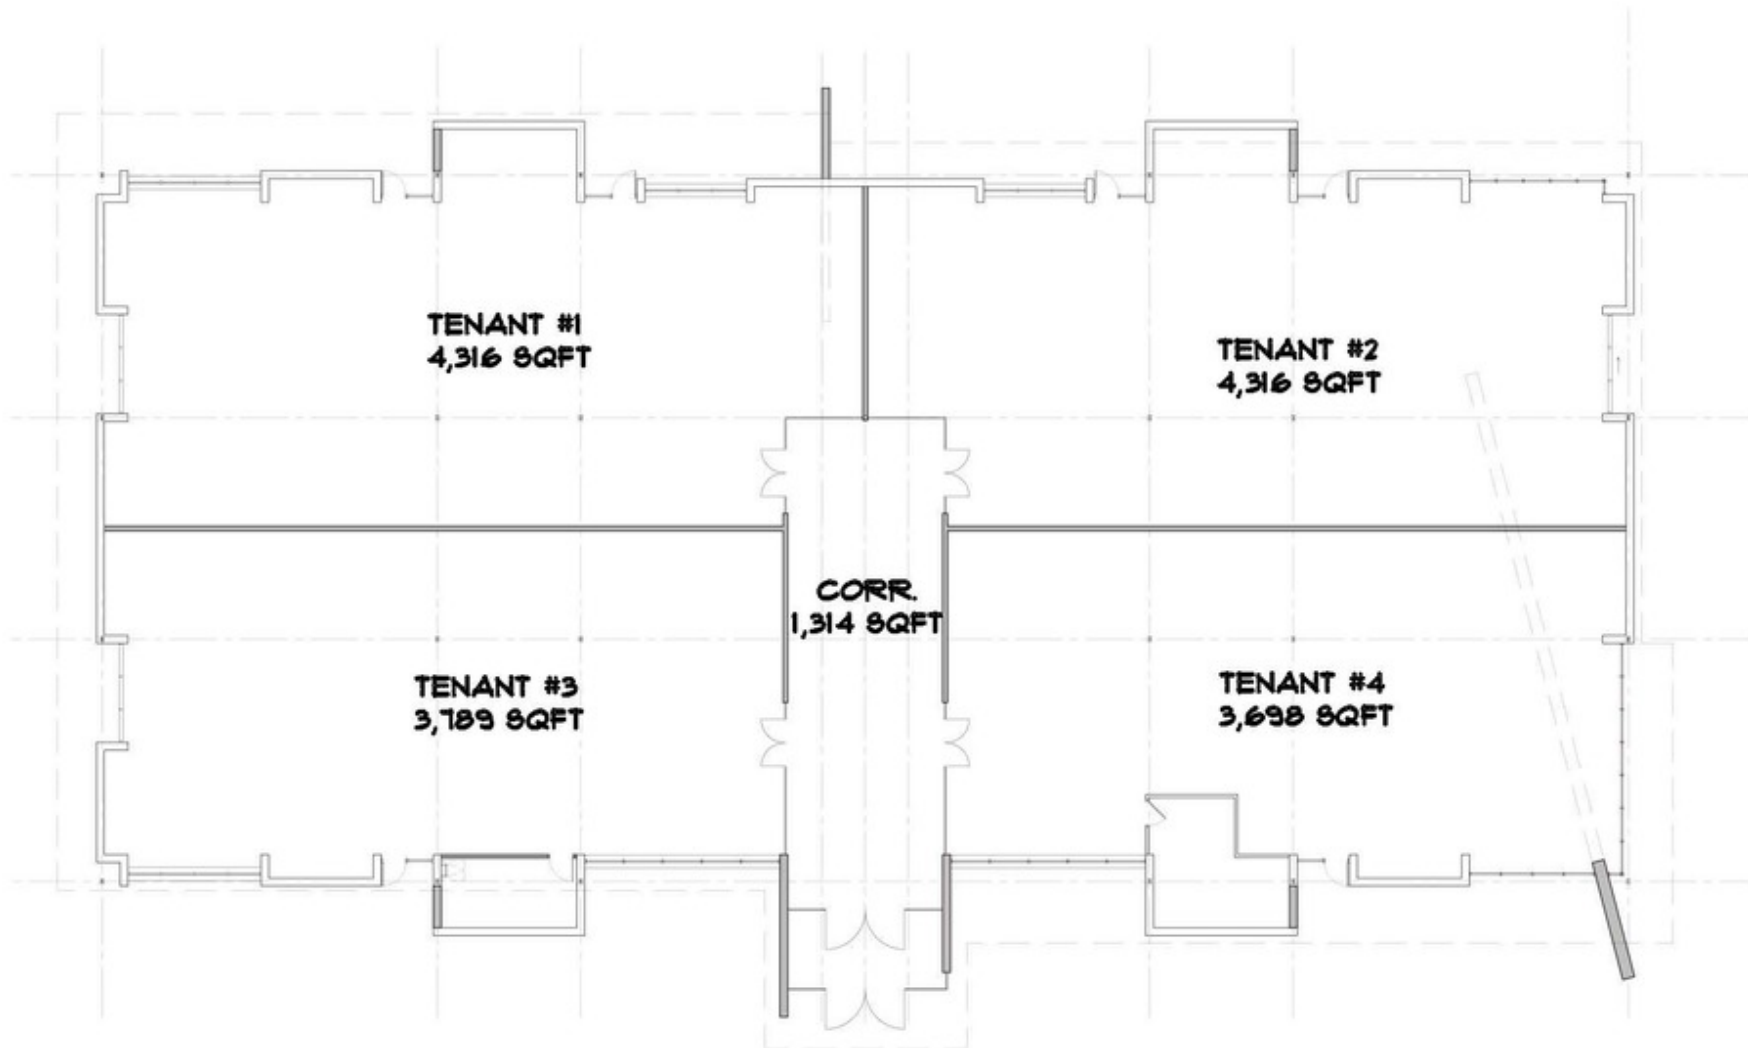 TENANT #1
4,316 SQFT
TENANT #2
4,316 SQFT
CORR.
1,314 SQFT
TENANT #3
3,789 SQFT
TENANT #4
3,698 SQFT